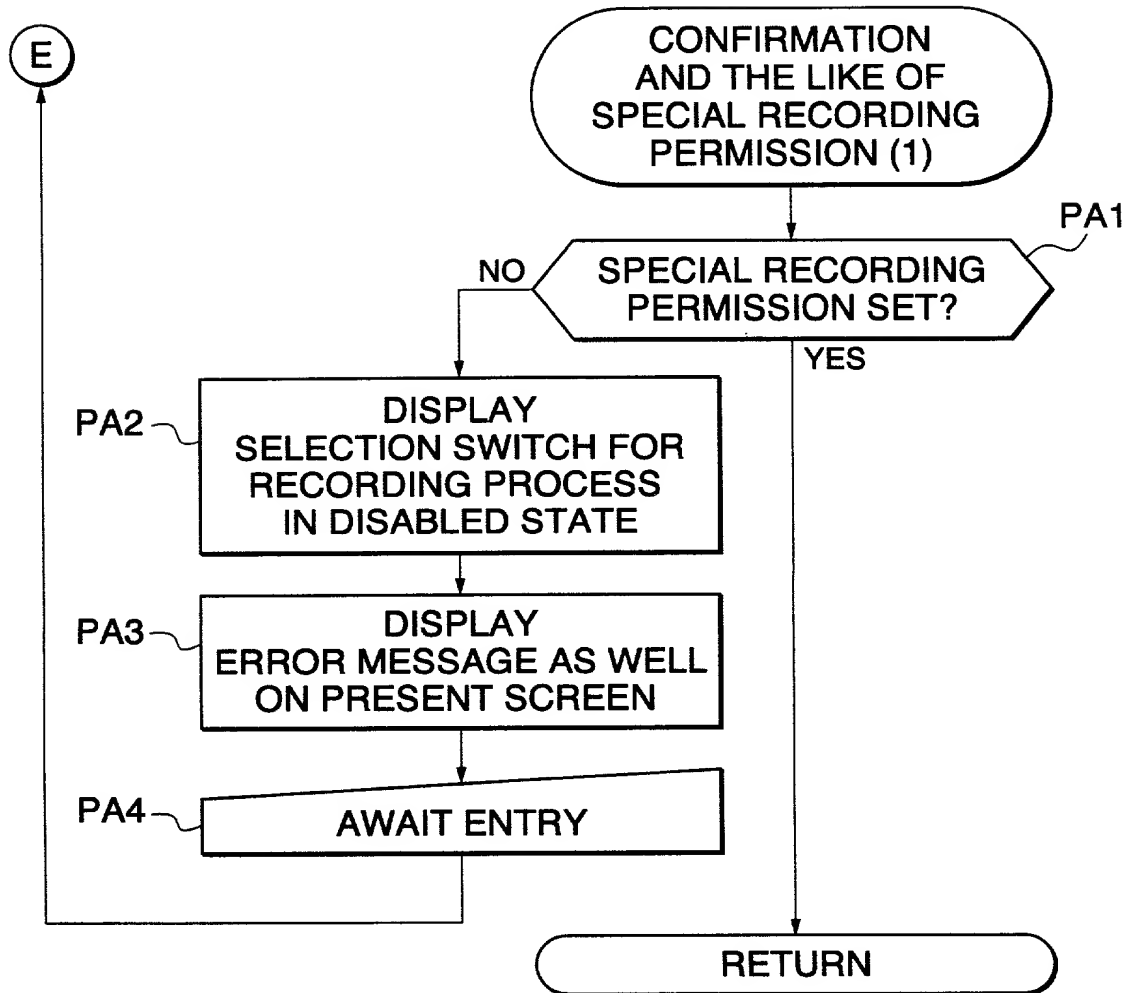 E
CONFIRMATION
AND THE LIKE OF
SPECIAL RECORDING
PERMISSION (1)
PA1
NO
SPECIAL RECORDING
PERMISSION SET?
YES
PA2
DISPLAY
SELECTION SWITCH FOR
RECORDING PROCESS
IN DISABLED STATE
PA3
DISPLAY
ERROR MESSAGE AS WELL
ON PRESENT SCREEN
PA4
AWAIT ENTRY
RETURN